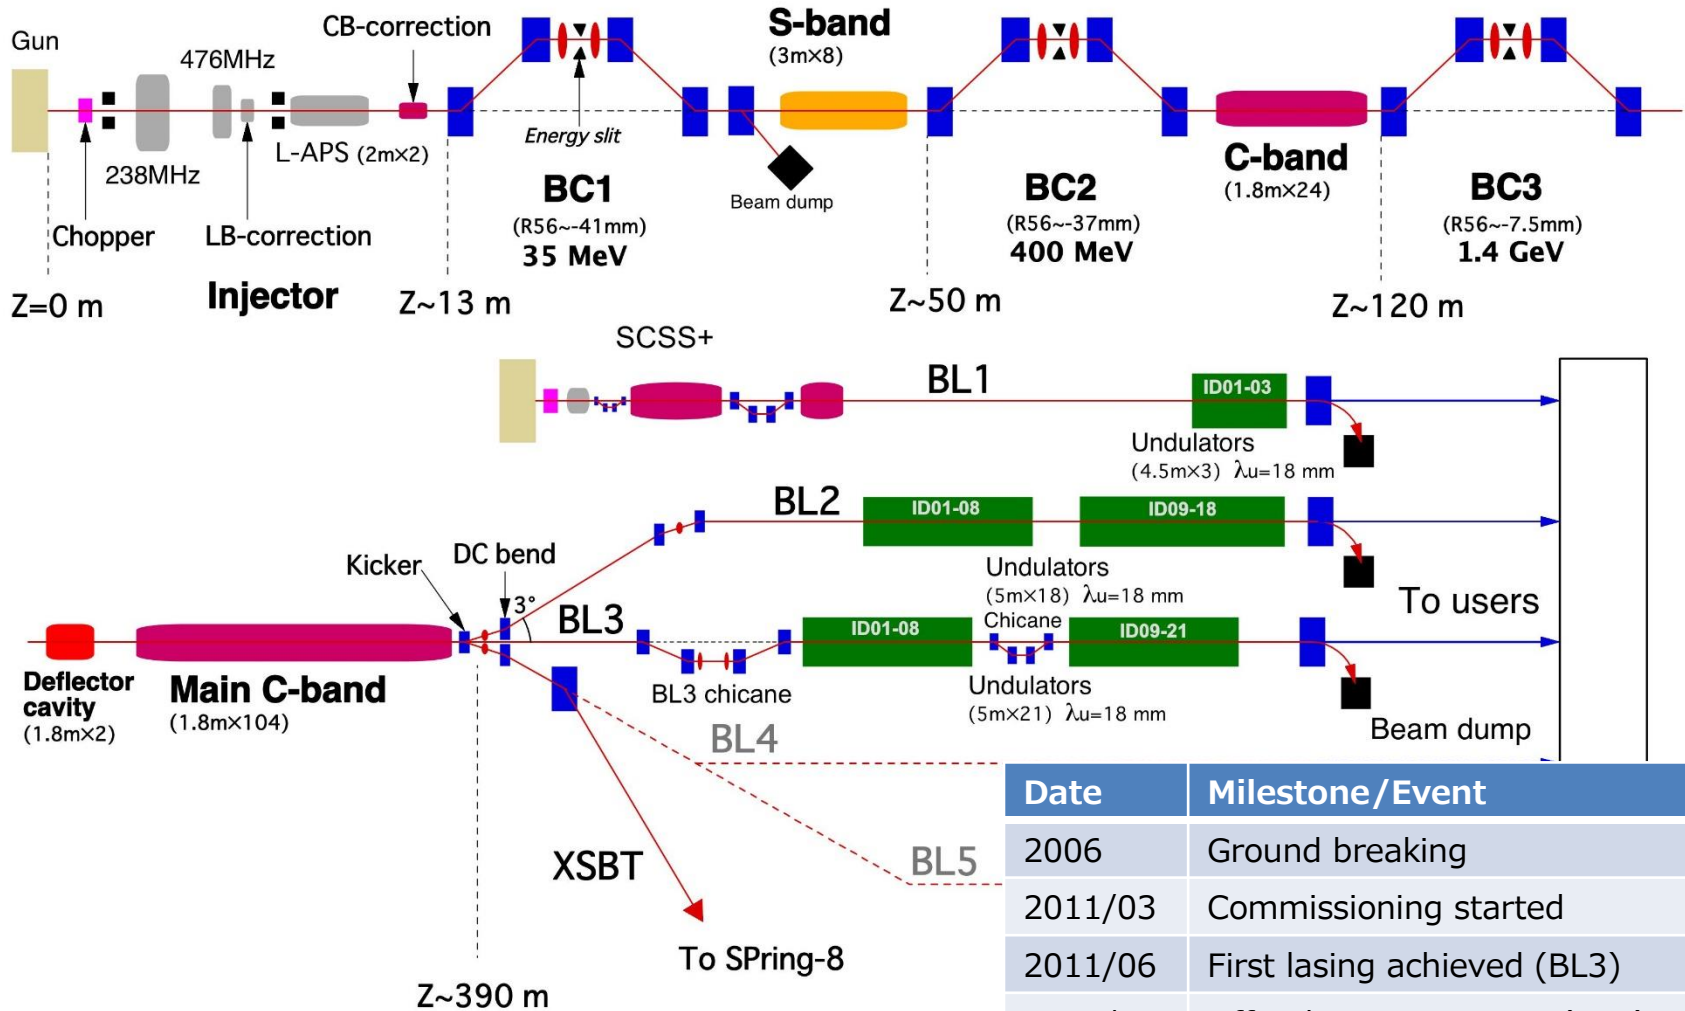 Gun
476MHz
CB-correction
S-band
(3m×8)
238MHz
L-APS (2m×2)
Energy slit
Chopper
LB-correction
Injector
BC1
(R56~-41mm)
35 MeV
Beam dump
BC2
(R56~-37mm)
400 MeV
C-band
(1.8m×24)
BC3
(R56~-7.5mm)
1.4 GeV
Z=0 m
Z~13 m
Z~50 m
Z~120 m
SCSS+
BL1
ID01-03
Undulators
(4.5m×3) λu=18 mm
BL2
ID01-08
ID09-18
Undulators
(5m×18) λu=18 mm
Kicker
DC bend
3°
BL3
Chicane
ID01-08
ID09-21
To users
Deflector
cavity
(1.8m×2)
Main C-band
(1.8m×104)
BL3 chicane
Undulators
(5m×21) λu=18 mm
Beam dump
BL4
BL5
XSBT
To SPring-8
Z~390 m
Date Milestone/Event
2006 Ground breaking
2011/03 Commissioning started
2011/06 First lasing achieved (BL3)